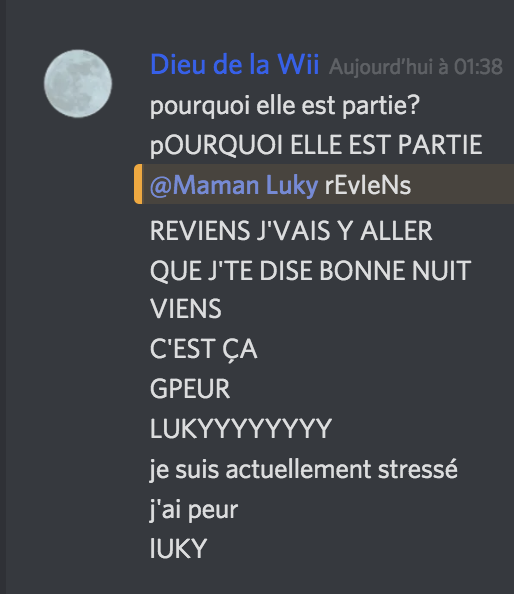 Dieu de la Wii Aujourd'hui à 01:38
pourquoi elle est partie?
pOURQUOI ELLE EST PARTIE
@Maman Luky rEvIeNs
REVIENS J'VAIS Y ALLER
QUE J'TE DISE BONNE NUIT
VIENS
C'EST ÇA
GPEUR
LUKYYYYYYYY
je suis actuellement stressé
j'ai peur
lUKY